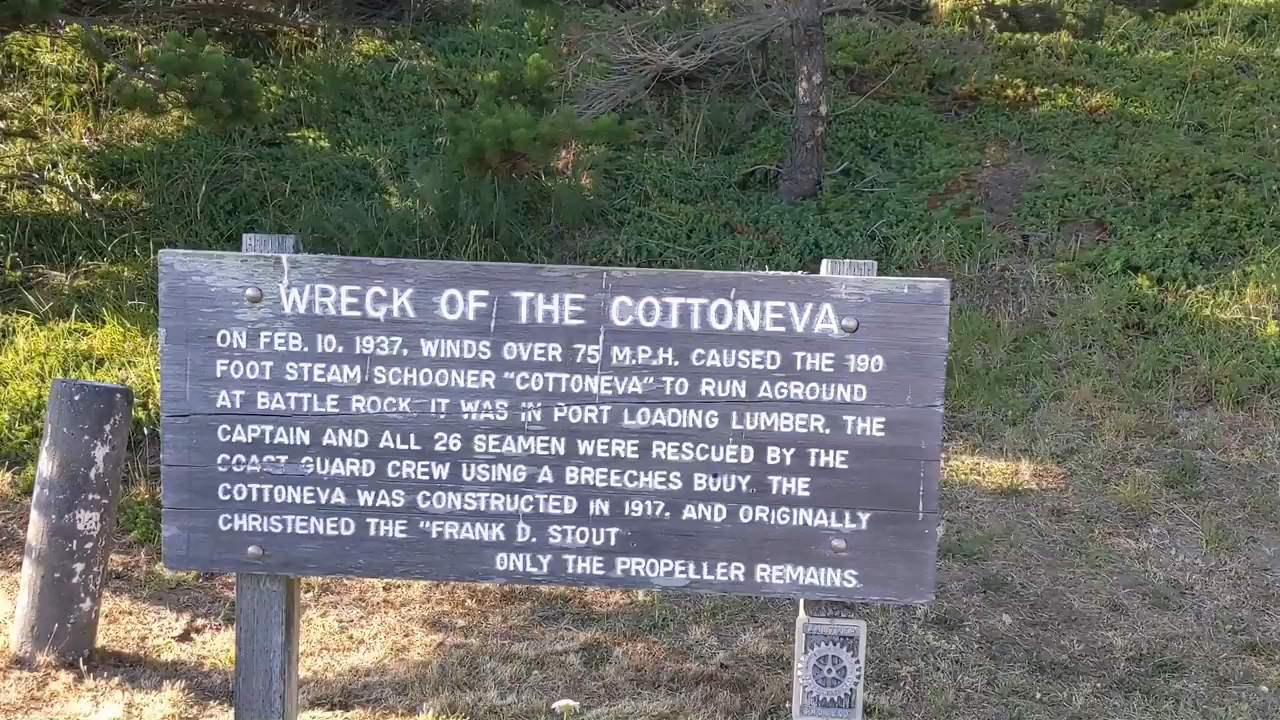 WRECK OF THE COTTONEVA
ON FEB. 10. 1937. WINDS OVER 75 M.P.H. CAUSED THE 190
FOOT STEAM SCHOONER "COTTONEVA" TO RUN AGROUND
AT BATTLE ROCK. IT WAS IN PORT LOADING LUMBER. THE
CAPTAIN AND ALL 26 SEAMEN WERE RESCUED BY THE
COAST GUARD CREW USING A BREECHES BUOY. THE
COTTONEVA WAS CONSTRUCTED IN 1917. AND ORIGINALLY
CHRISTENED THE "FRANK D. STOUT
ONLY THE PROPELLER REMAINS.